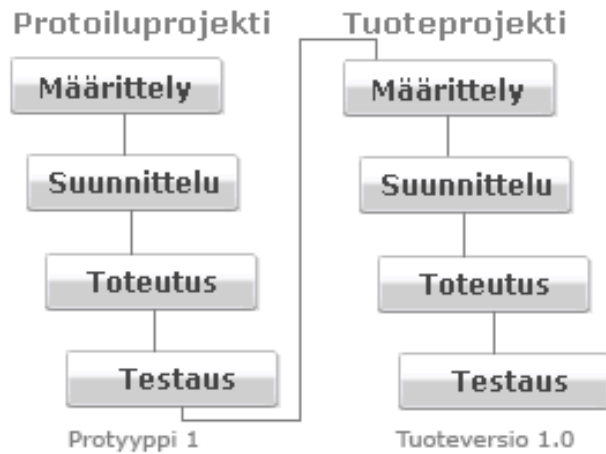 Protoiluprojekti
Määrittely
Suunnittelu
Toteutus
Testaus
Protyyppi 1
Tuoteprojekti
Määrittely
Suunnittelu
Toteutus
Testaus
Tuoteversio 1.0